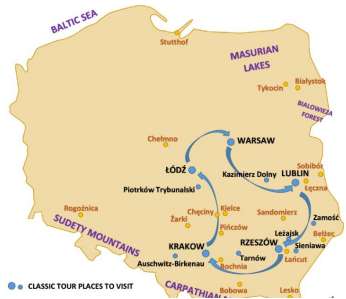 BALTIC SEA
Stutthof
MASURIAN
LAKES
Tykocin
Białystok
BIALOWIEZA
FOREST
Chełmno
WARSAW
ŁÓDŹ
Kazimierz Dolny
LUBLIN
Sobibór
Łęczna
Piotrków Trybunalski
Rogoźnica
Chęciny
Kielce
Sandomierz
Zamość
Żarki
Pińczów
SUDETY MOUNTAINS
Leżajsk
Bełżec
KRAKOW
RZESZÓW
Sieniawa
Auschwitz-Birkenau
Tarnów
Łańcut
Bochnia
CLASSIC TOUR PLACES TO VISIT
CARPATHIAN
Bobowa
Lesko